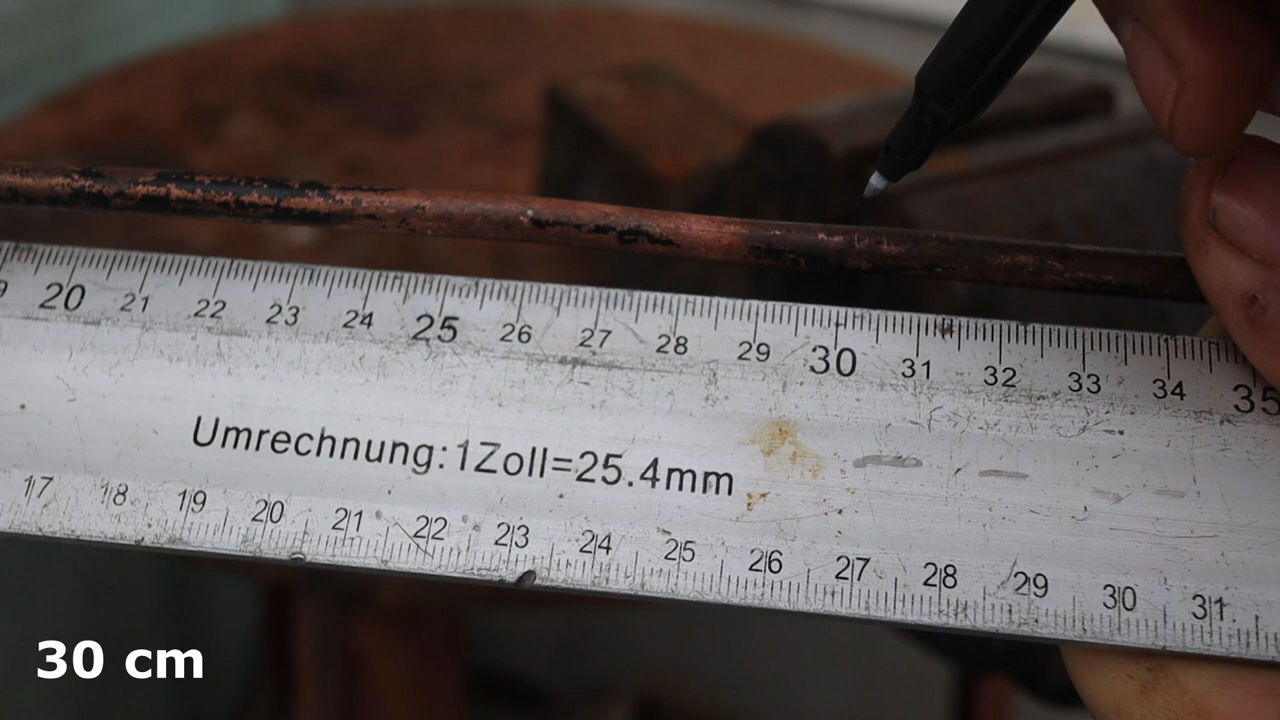 9 20 21 22 23 24 25 26 27 28 29 30 31 32 33 34 35
Umrechnung:1Zoll=25.4mm
17 18 19 20 21 22 23 24 25 26 27 28 29 30 31
30 cm